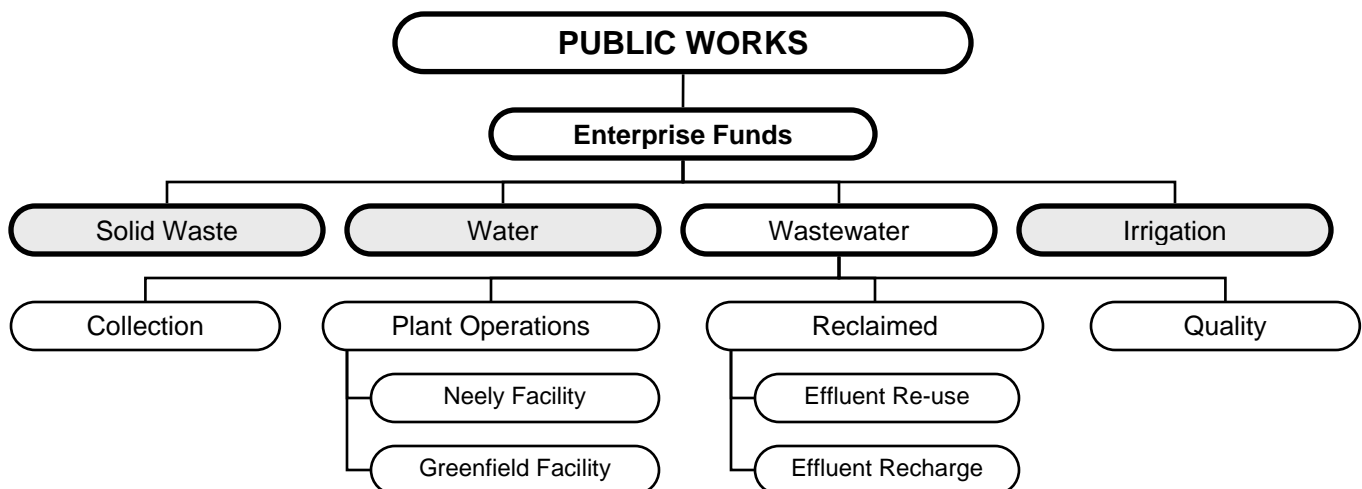 PUBLIC WORKS
Enterprise Funds
Solid Waste
Water
Wastewater
Irrigation
Collection
Plant Operations
Reclaimed
Quality
Neely Facility
Effluent Re-use
Greenfield Facility
Effluent Recharge